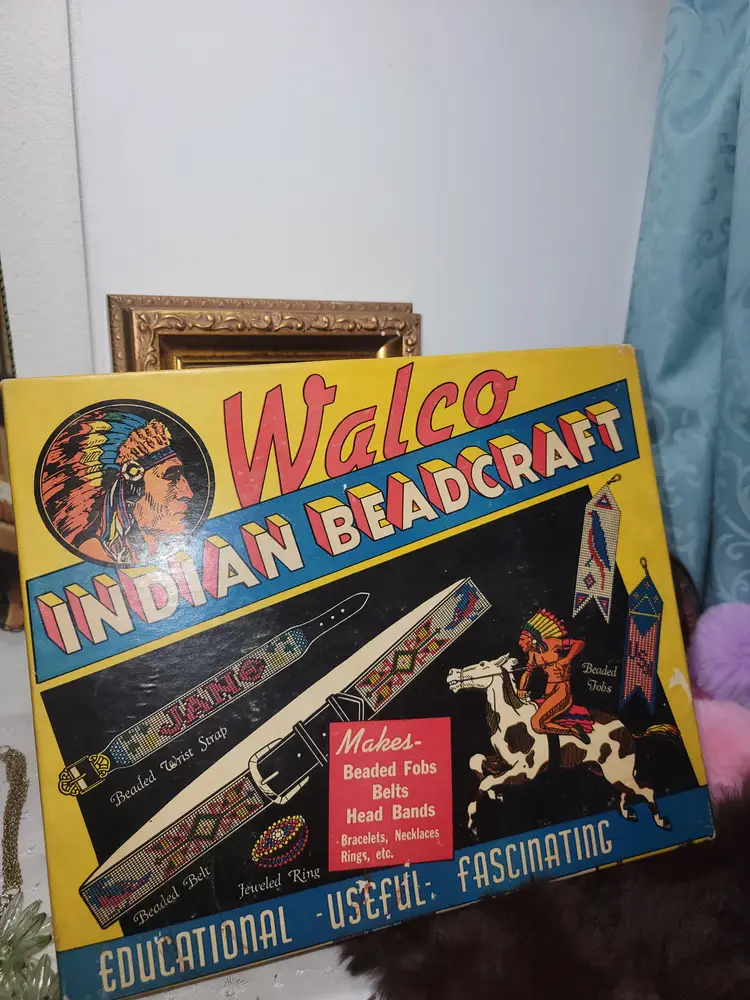 Walco
INDIAN BEADCRAFT
JANE
Beaded Wrist Strap
Beaded Belt
Jeweled Ring
Makes-
Beaded Fobs
Belts
Head Bands
Bracelets, Necklaces
Rings, etc.
Beaded
Fobs
EDUCATIONAL - USEFUL - FASCINATING